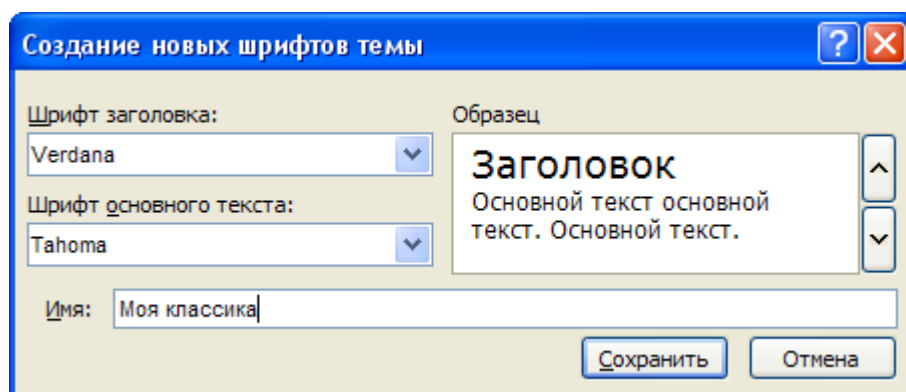 Создание новых шрифтов темы
Шрифт заголовка:
Verdana
Шрифт основного текста:
Tahoma
Образец
Заголовок
Основной текст основной
текст. Основной текст.
Имя: Моя классика
Сохранить Отмена